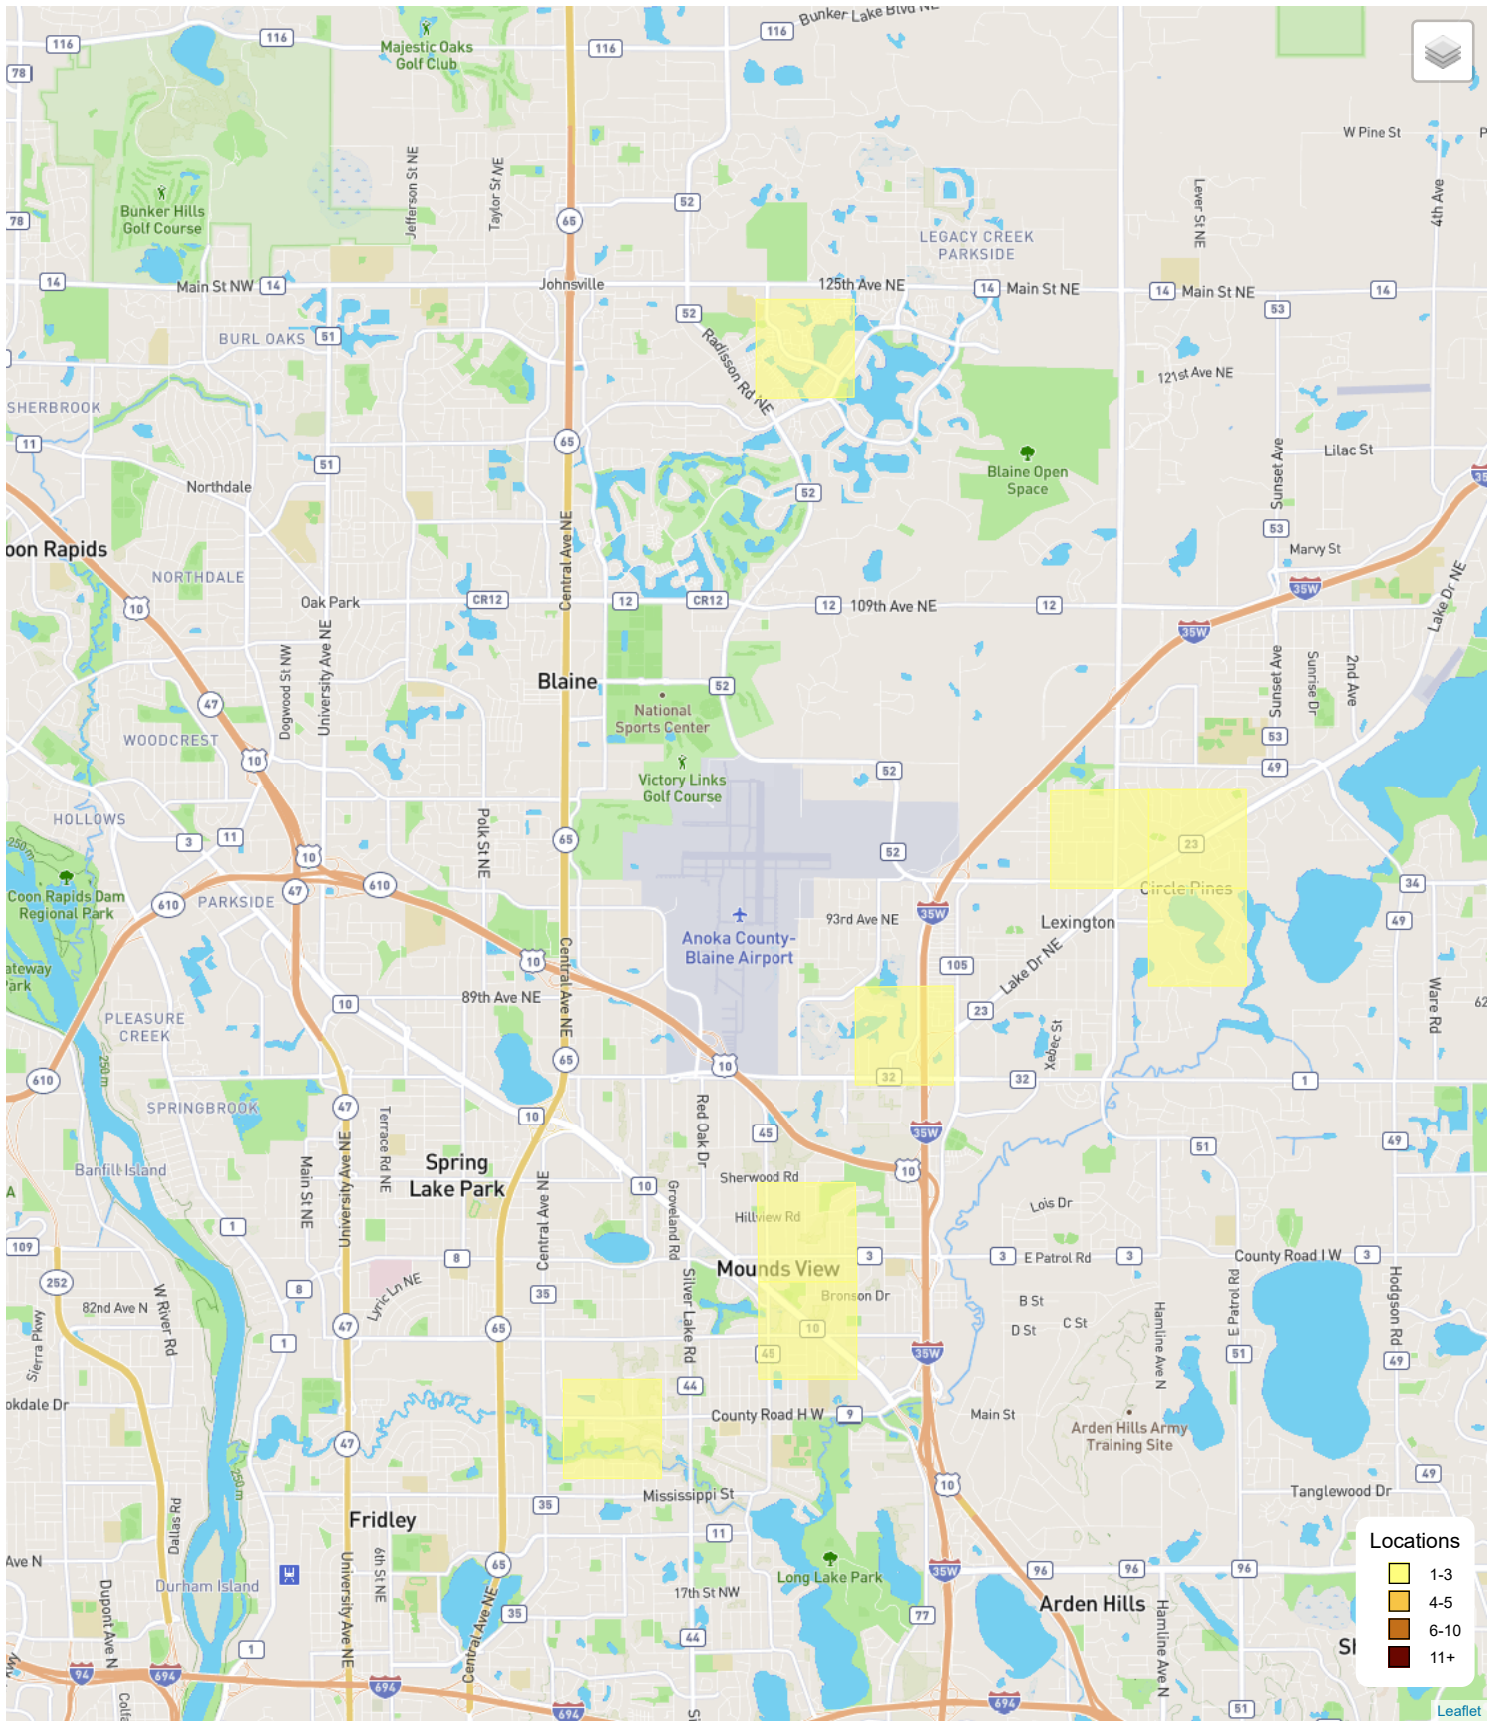 Bunker Lake Blvd NE
116
116
116
116
78
Majestic Oaks
Golf Club
W Pine St
Jefferson St NE
Taylor St NE
Lever St NE
4th Ave
52
Bunker Hills
Golf Course
78
65
LEGACY CREEK
PARKSIDE
14
Main St NW
14
Johnsville
125th Ave NE
14
Main St NE
14
Main St NE
14
52
53
BURL OAKS
51
Radisson Rd NE
121st Ave NE
SHERBROOK
11
65
51
Lilac St
Sunset Ave
Northdale
Blaine Open
Space
52
35
Central Ave NE
53
oon Rapids
Marvy St
NORTHDALE
35W
10
Oak Park
CR12
12
CR12
12
109th Ave NE
12
Lake Dr NE
35W
Dogwood St NW
University Ave NE
Sunset Ave
Sunrise Dr
2nd Ave
Blaine
52
National
Sports Center
47
WOODCREST
53
10
52
49
Victory Links
Golf Course
HOLLOWS
Polk St NE
3
11
65
23
250 m
10
52
Coon Rapids Dam
Regional Park
47
610
34
Circle Pines
610
PARKSIDE
35W
93rd Ave NE
Lexington
49
Anoka County-
Blaine Airport
ateway
Park
10
Central Ave NE
105
Lake Dr NE
89th Ave NE
10
Ware Rd
62
PLEASURE
CREEK
23
Xebec St
250 m
65
10
610
32
32
1
SPRINGBROOK
47
10
Terrace Rd NE
Red Oak Dr
45
35W
51
49
Banfill Island
Main St NE
University Ave NE
Spring
Lake Park
Central Ave NE
Sherwood Rd
10
A
10
Groveland Rd
Hillview Rd
Lois Dr
1
109
8
3
3
E Patrol Rd
3
County Road I W
3
Mounds View
252
8
Lyric Ln NE
35
Silver Lake Rd
Bronson Dr
82nd Ave N
W River Rd
B St
C St
D St
Hamline Ave N
E Patrol Rd
Hodgson Rd
Sierra Pkwy
47
65
10
1
45
35W
51
49
44
okdale Dr
County Road H W
9
Main St
Arden Hills Army
Training Site
47
250 m
49
10
Mississippi St
Tanglewood Dr
35
Dallas Rd
Fridley
11
Locations
1-3
4-5
6-10
11+
Ave N
6th St NE
65
Long Lake Park
35W
96
96
96
Durham Island
University Ave NE
17th St NW
Dupont Ave N
35
Central Ave NE
77
Arden Hills
Hamline Ave N
44
1
Sh
94
694
694
694
694
51
Colfa
Si
Leaflet